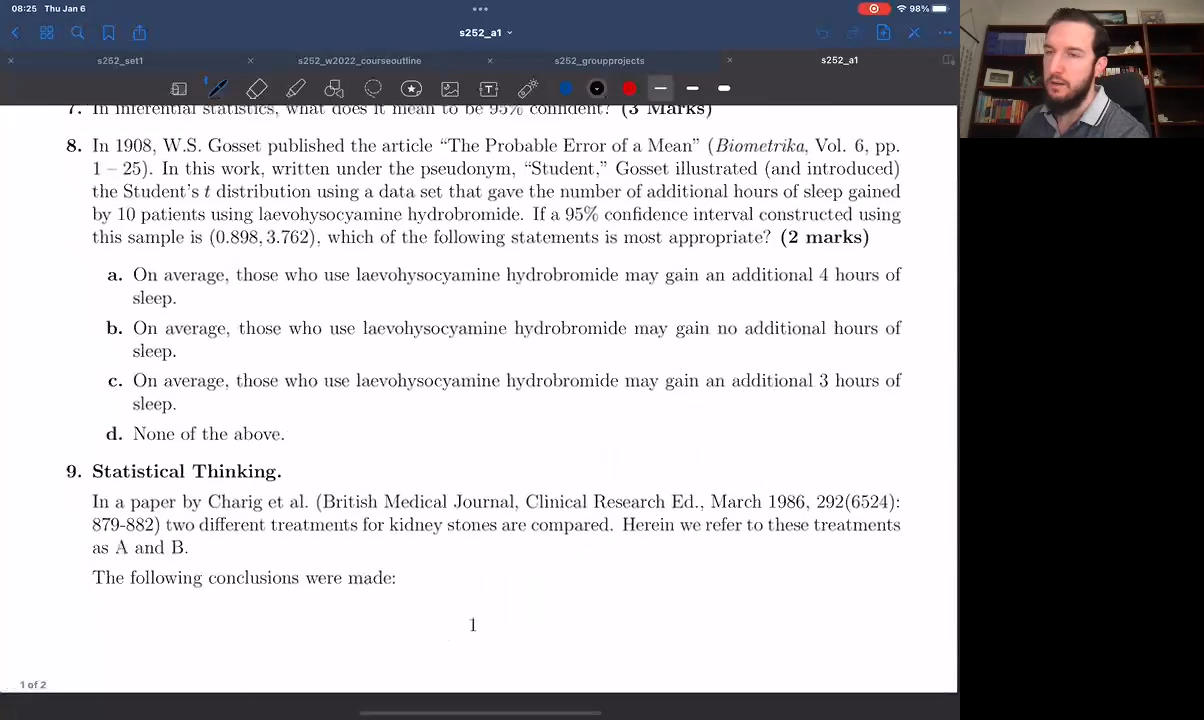 08:25 Thu Jan 6
98%
s252_a1
s252_set1
s252_w2022_courseoutline
s252_groupprojects
s252_a1
7. In inferential statistics, what does it mean to be 95% confident? (3 Marks)
8. In 1908, W.S. Gosset published the article “The Probable Error of a Mean” (Biometrika, Vol. 6, pp.
1 – 25). In this work, written under the pseudonym, “Student,” Gosset illustrated (and introduced)
the Student’s t distribution using a data set that gave the number of additional hours of sleep gained
by 10 patients using laevohysocyamine hydrobromide. If a 95% confidence interval constructed using
this sample is (0.898, 3.762), which of the following statements is most appropriate? (2 marks)
a. On average, those who use laevohysocyamine hydrobromide may gain an additional 4 hours of
sleep.
b. On average, those who use laevohysocyamine hydrobromide may gain no additional hours of
sleep.
c. On average, those who use laevohysocyamine hydrobromide may gain an additional 3 hours of
sleep.
d. None of the above.
9. Statistical Thinking.
In a paper by Charig et al. (British Medical Journal, Clinical Research Ed., March 1986, 292(6524):
879-882) two different treatments for kidney stones are compared. Herein we refer to these treatments
as A and B.
The following conclusions were made:
1
1 of 2